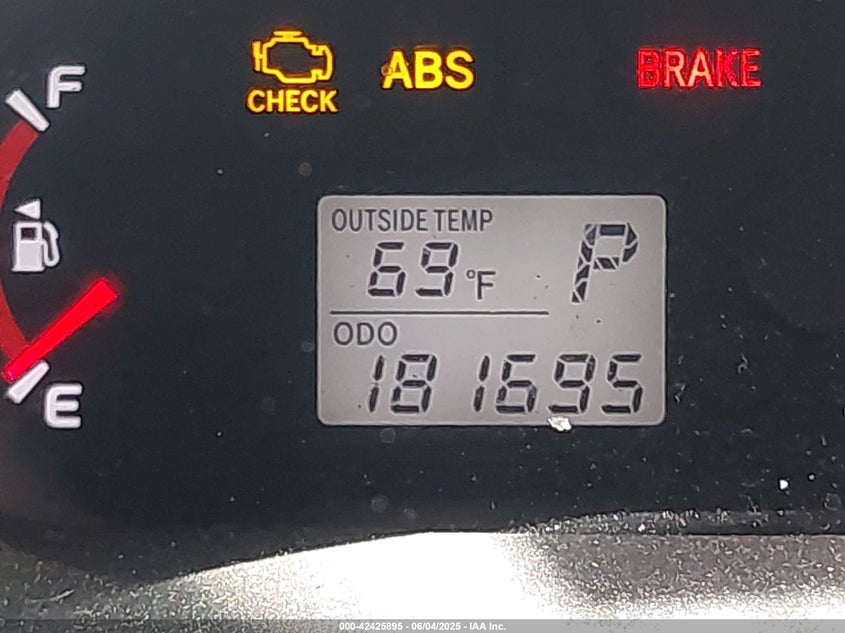 F
CHECK
ABS
BRAKE
OUTSIDE TEMP
69 °F
P
ODO
181695
E
000-42425895 - 06/04/2025 - IAA Inc.